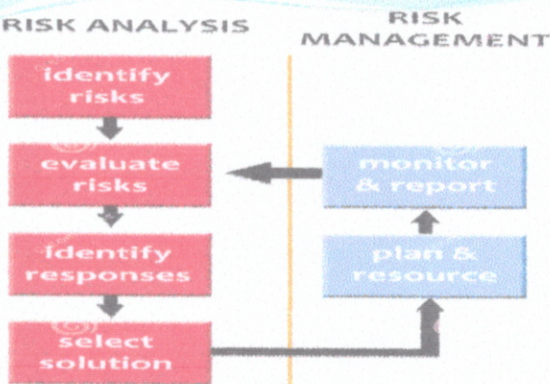 RISK ANALYSIS
RISK
MANAGEMENT
identify
risks
evaluate
risks
identify
responses
select
solution
monitor
& report
plan &
resource